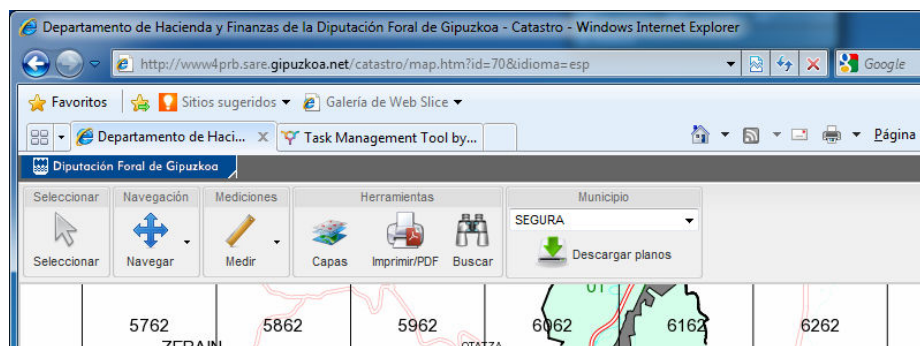 Departamento de Hacienda y Finanzas de la Diputación Foral de Gipuzkoa - Catastro - Windows Internet Explorer
http://www4prb.sare.gipuzkoa.net/catastro/map.htm?id=70&idioma=esp
Google
Favoritos Sitios sugeridos Galería de Web Slice
Departamento de Haci... X Task Management Tool by... Página
Diputación Foral de Gipuzkoa
Seleccionar Navegación Mediciones Herramientas Municipio
SEGURA
Descargar planos
Seleccionar Navegar Medir Capas Imprimir/PDF Buscar
01
5762 5862 5962 6062 6162 6262
ZERAIN OTATZA